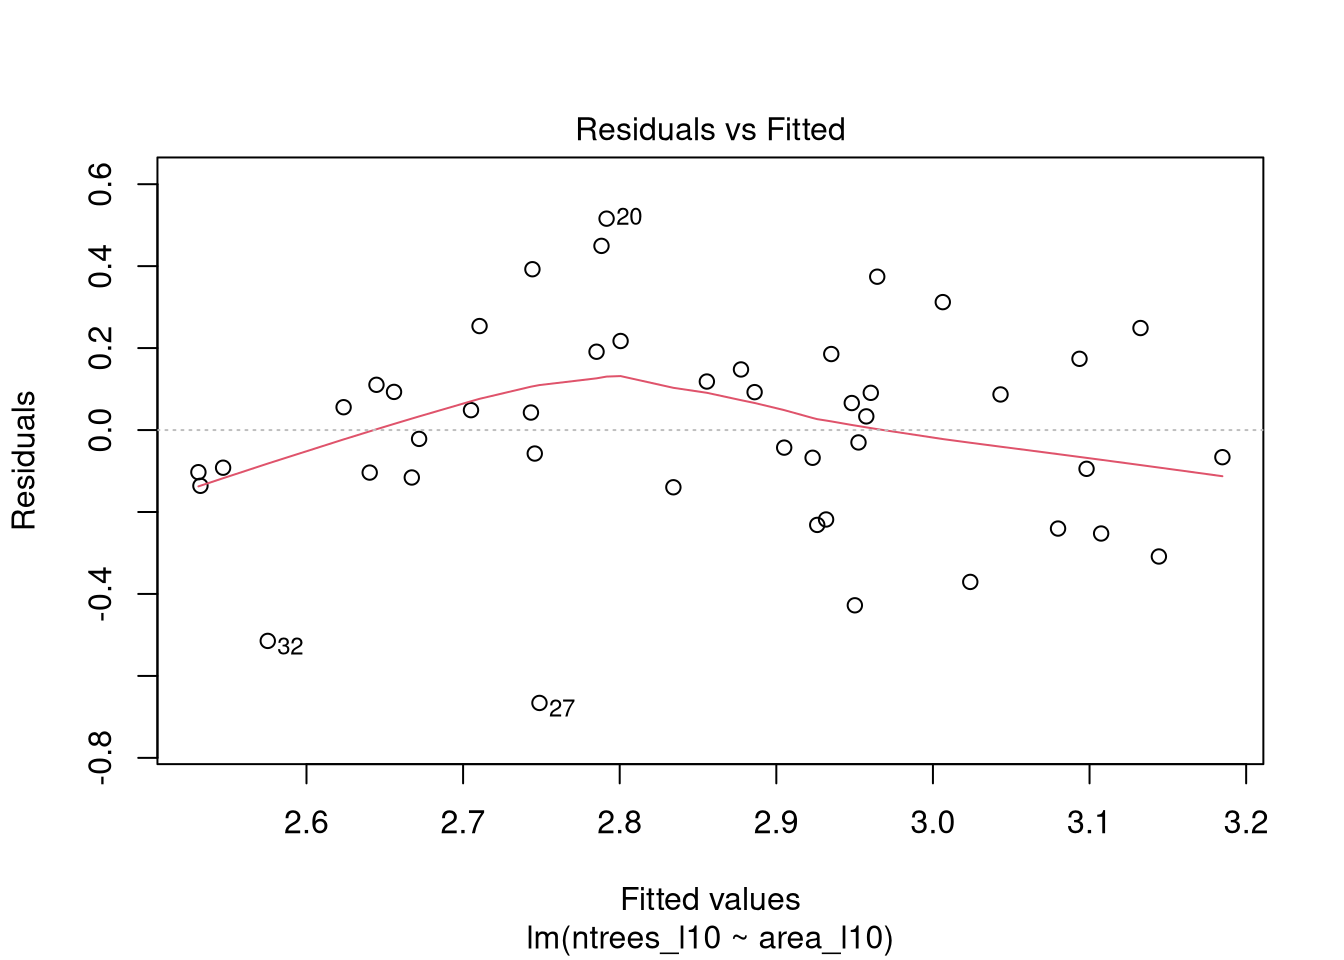 Residuals vs Fitted
0.6
0.4
0.2
0.0
-0.4
-0.8
Residuals
20
32
27
2.6 2.7 2.8 2.9 3.0 3.1 3.2
Fitted values
lm(ntrees_l10 ~ area_l10)